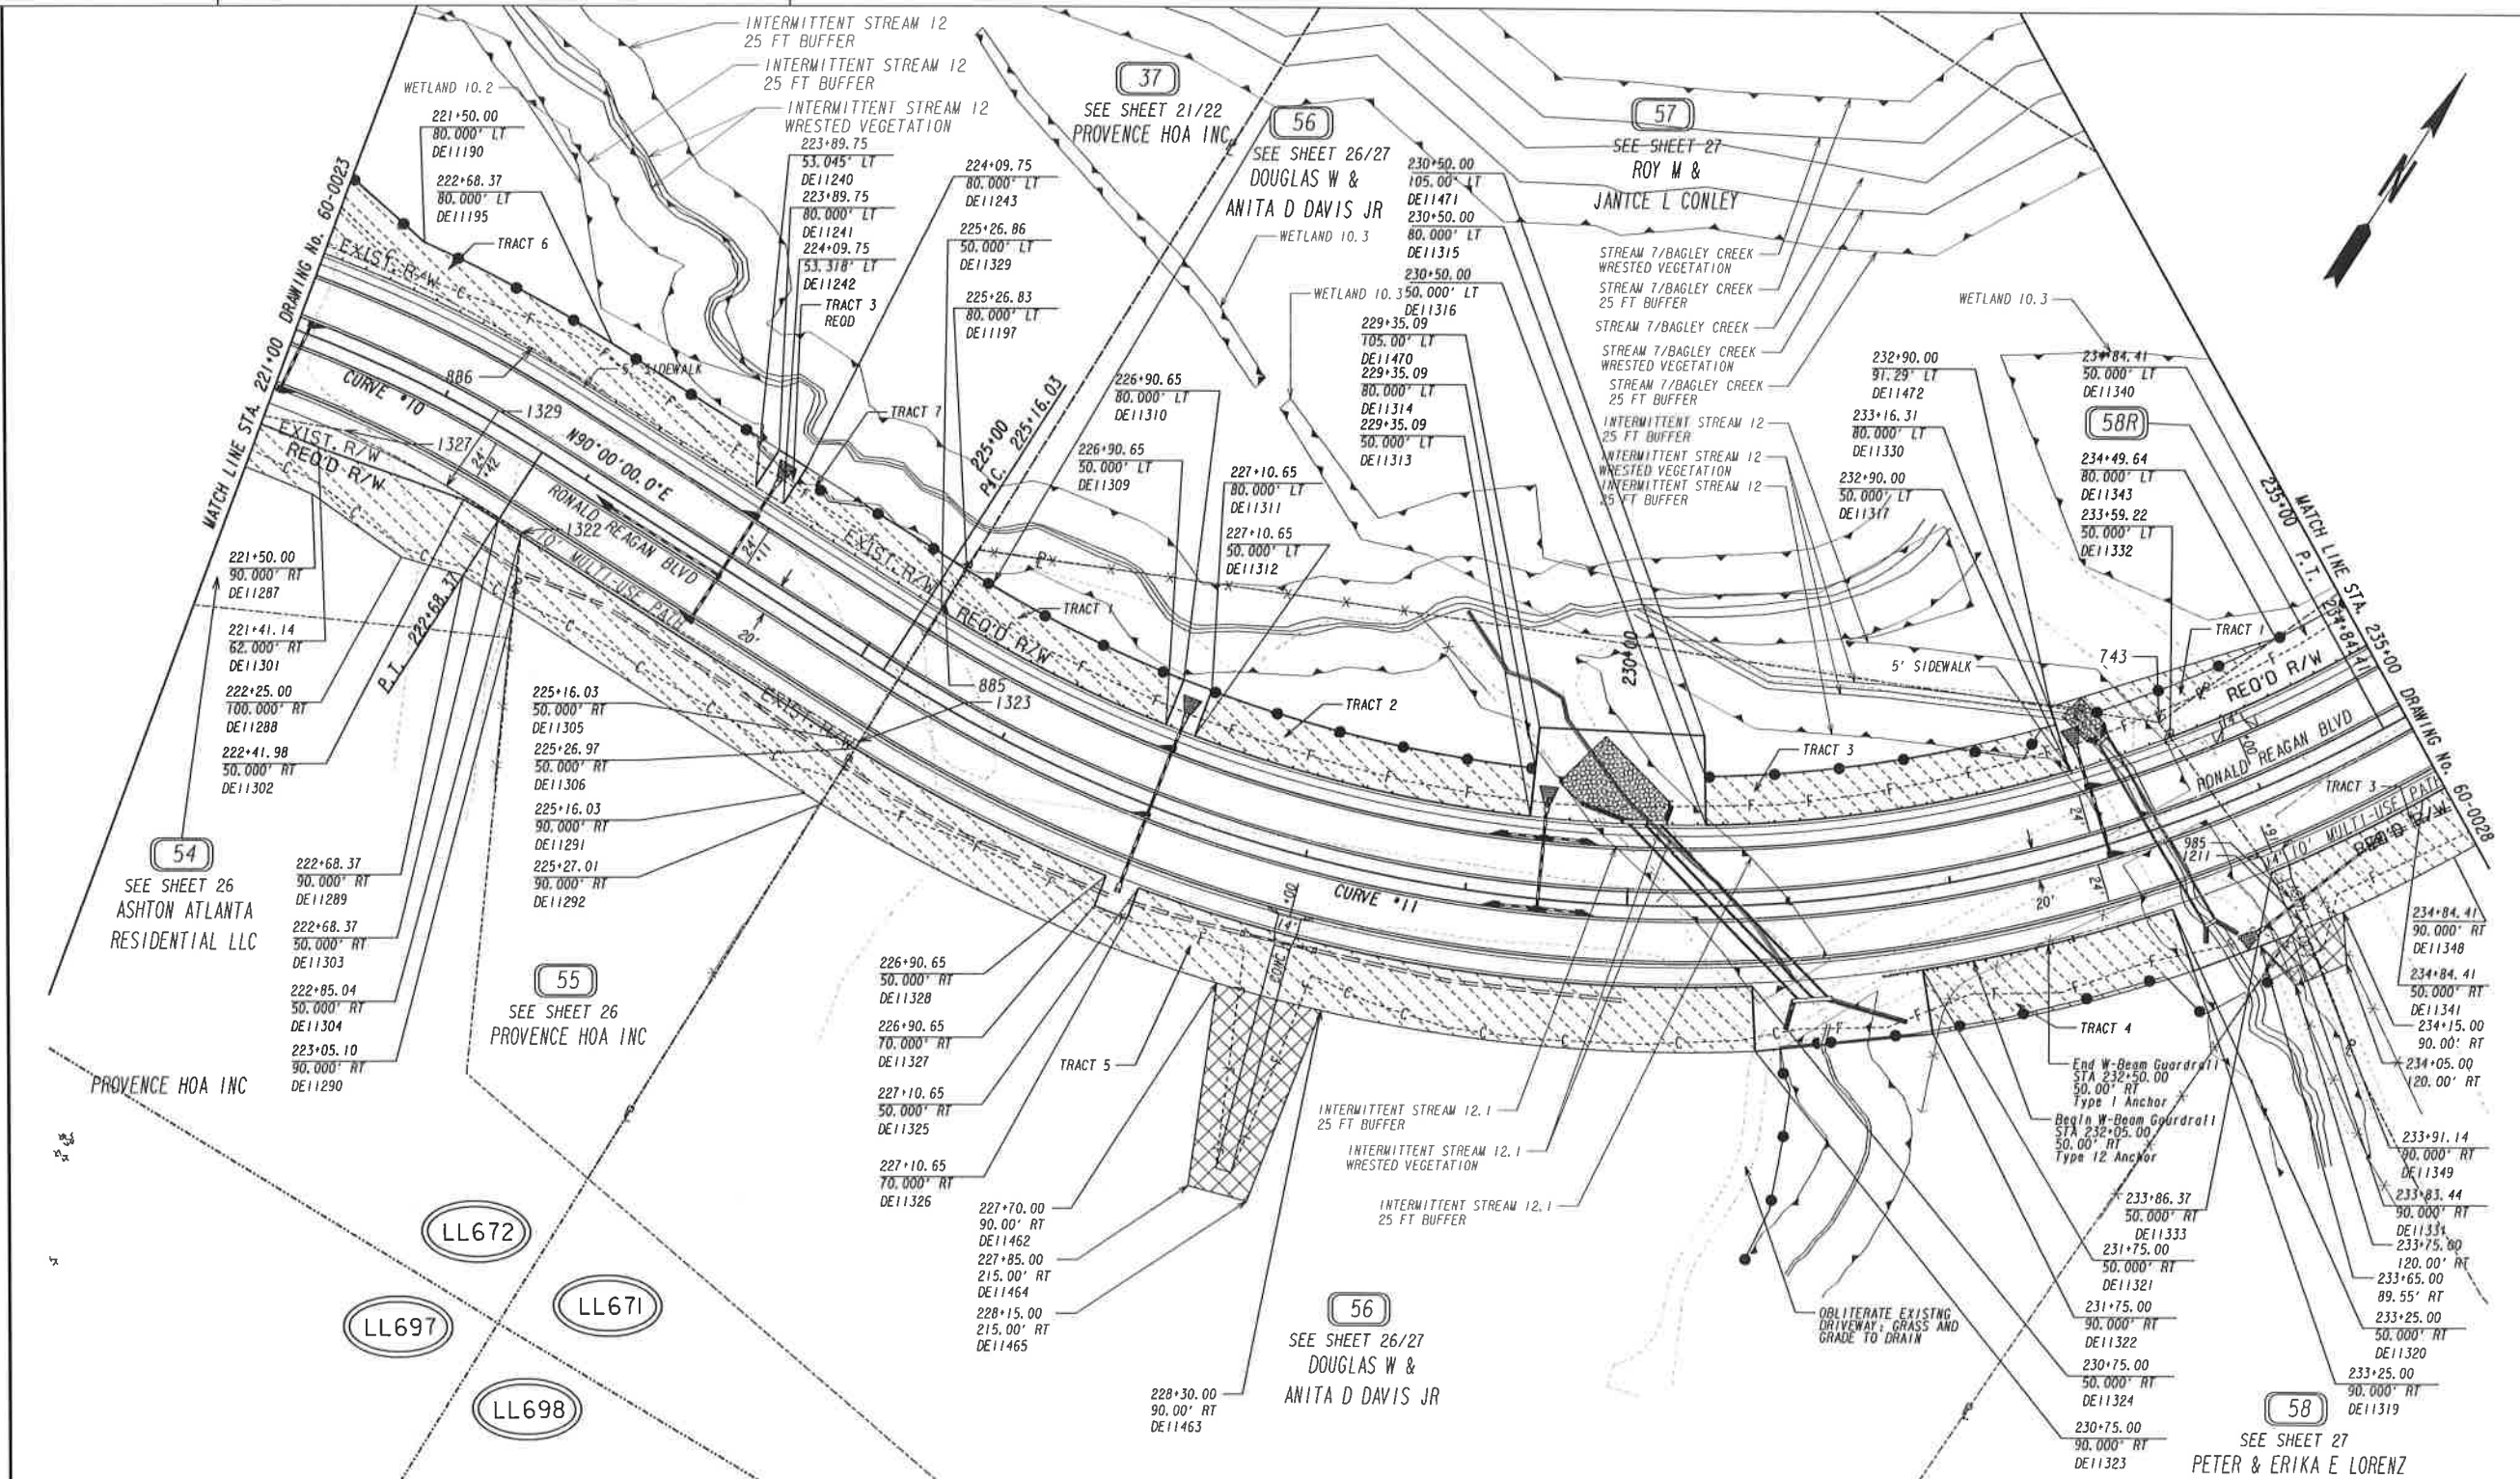 INTERMITTENT STREAM 12
25 FT BUFFER
INTERMITTENT STREAM 12
25 FT BUFFER
INTERMITTENT STREAM 12
WRESTED VEGETATION
WETLAND 10.2
221+50.00
80.000' LT
DE11190
222+68.37
80.000' LT
DE11195
TRACT 6
223+89.75
53.045' LT
DE11240
223+89.75
80.000' LT
DE11241
224+09.75
53.318' LT
DE11242
TRACT 3
REQD
224+09.75
80.000' LT
DE11243
225+26.86
50.000' LT
DE11329
225+26.83
80.000' LT
DE11197
37
SEE SHEET 21/22
PROVENCE HOA INC
56
SEE SHEET 26/27
DOUGLAS W &
ANITA D DAVIS JR
WETLAND 10.3
WETLAND 10.3
230+50.00
105.00' LT
DE11471
230+50.00
80.000' LT
DE11315
230+50.00
50.000' LT
DE11316
229+35.09
105.00' LT
DE11470
229+35.09
80.000' LT
DE11314
229+35.09
50.000' LT
DE11313
57
SEE SHEET 27
ROY M &
JANICE L CONLEY
STREAM 7/BAGLEY CREEK
WRESTED VEGETATION
STREAM 7/BAGLEY CREEK
25 FT BUFFER
STREAM 7/BAGLEY CREEK
STREAM 7/BAGLEY CREEK
WRESTED VEGETATION
STREAM 7/BAGLEY CREEK
25 FT BUFFER
INTERMITTENT STREAM 12
25 FT BUFFER
INTERMITTENT STREAM 12
WRESTED VEGETATION
INTERMITTENT STREAM 12
25 FT BUFFER
WETLAND 10.3
N
232+90.00
91.29' LT
DE11472
233+16.31
80.000' LT
DE11330
232+90.00
50.000' LT
DE11317
234+84.41
50.000' LT
DE11340
58R
234+49.64
80.000' LT
DE11343
233+59.22
50.000' LT
DE11332
MATCH LINE STA. 221+00 DRAWING No. 60-0023
EXIST. R/W
886
5' SIDEWALK
CURVE #10
1329
1327
24'
+42
EXIST. R/W
REQ'D R/W
N90°00'00.0"E
RONALD REAGAN BLVD
1322
10' MULTI-USE PATH
24'
+11
20'
TRACT 7
225+00
P.C. 225+16.03
226+90.65
80.000' LT
DE11310
226+90.65
50.000' LT
DE11309
227+10.65
80.000' LT
DE11311
227+10.65
50.000' LT
DE11312
EXIST. R/W
REQ'D R/W
TRACT 1
TRACT 2
885
1323
EXIST. R/W
230+00
TRACT 3
5' SIDEWALK
743
TRACT 1
REQ'D R/W
14'
+00
RONALD REAGAN BLVD
235+00 P.T. 234+84.41
MATCH LINE STA. 235+00 DRAWING No. 60-0028
TRACT 3
10' MULTI-USE PATH
REQ'D R/W
985
1211
24'
24'
20'
14'
CURVE #11
221+50.00
90.000' RT
DE11287
221+41.14
62.000' RT
DE11301
222+25.00
100.000' RT
DE11288
222+41.98
50.000' RT
DE11302
P.T. 222+68.37
54
SEE SHEET 26
ASHTON ATLANTA
RESIDENTIAL LLC
222+68.37
90.000' RT
DE11289
222+68.37
50.000' RT
DE11303
222+85.04
50.000' RT
DE11304
223+05.10
90.000' RT
DE11290
PROVENCE HOA INC
225+16.03
50.000' RT
DE11305
225+26.97
50.000' RT
DE11306
225+16.03
90.000' RT
DE11291
225+27.01
90.000' RT
DE11292
55
SEE SHEET 26
PROVENCE HOA INC
226+90.65
50.000' RT
DE11328
226+90.65
70.000' RT
DE11327
227+10.65
50.000' RT
DE11325
227+10.65
70.000' RT
DE11326
TRACT 5
+00
14'
CONC
227+70.00
90.00' RT
DE11462
227+85.00
215.00' RT
DE11464
228+15.00
215.00' RT
DE11465
228+30.00
90.00' RT
DE11463
INTERMITTENT STREAM 12.1
25 FT BUFFER
INTERMITTENT STREAM 12.1
WRESTED VEGETATION
INTERMITTENT STREAM 12.1
25 FT BUFFER
56
SEE SHEET 26/27
DOUGLAS W &
ANITA D DAVIS JR
OBLITERATE EXISTNG
DRIVEWAY; GRASS AND
GRADE TO DRAIN
TRACT 4
End W-Beam Guardrail
STA 232+50.00
50.00' RT
Type 1 Anchor
Begin W-Beam Gaurdrail
STA 232+05.00
50.00' RT
Type 12 Anchor
234+84.41
90.000' RT
DE11348
234+84.41
50.000' RT
DE11341
234+15.00
90.00' RT
234+05.00
120.00' RT
233+91.14
90.000' RT
DE11349
233+83.44
90.000' RT
DE11331
233+75.00
120.00' RT
233+65.00
89.55' RT
233+86.37
50.000' RT
DE11333
231+75.00
50.000' RT
DE11321
231+75.00
90.000' RT
DE11322
233+25.00
50.000' RT
DE11320
233+25.00
90.000' RT
DE11319
230+75.00
50.000' RT
DE11324
230+75.00
90.000' RT
DE11323
58
SEE SHEET 27
PETER & ERIKA E LORENZ
LL672
LL671
LL697
LL698